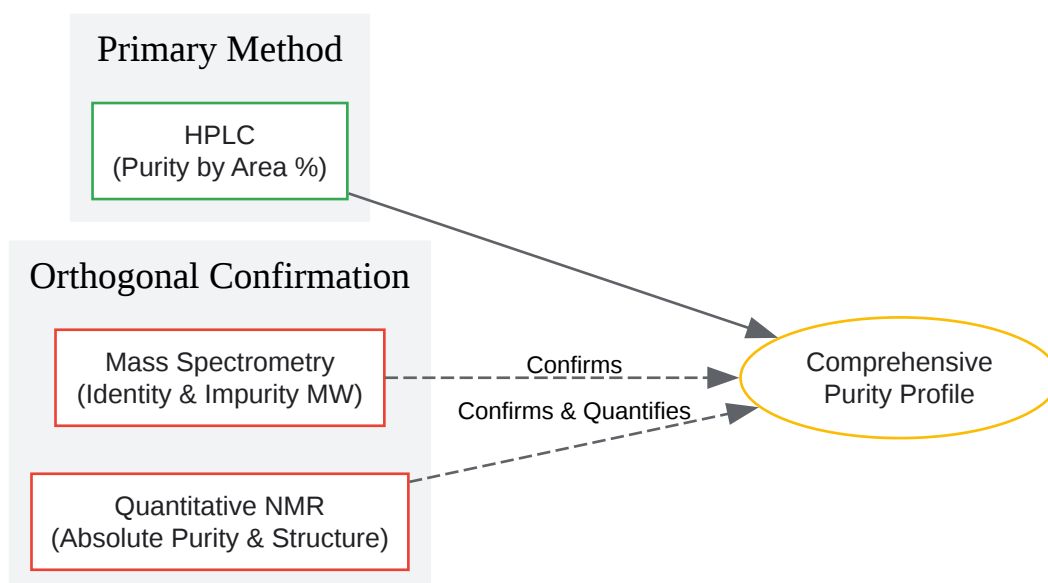 Primary Method
HPLC
(Purity by Area %)
Orthogonal Confirmation
Mass Spectrometry
(Identity & Impurity MW)
Confirms
Confirms & Quantifies
Quantitative NMR
(Absolute Purity & Structure)
Comprehensive
Purity Profile